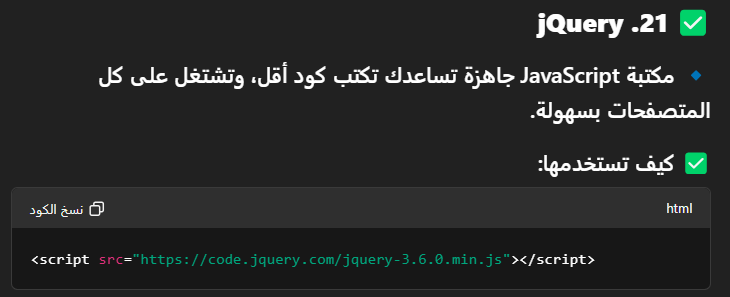 ✅ 21. jQuery
🔹 مكتبة JavaScript جاهزة تساعدك تكتب كود أقل، وتشتغل على كل
المتصفحات بسهولة.
✅ كيف تستخدمها:
html
نسخ الكود
<script src="https://code.jquery.com/jquery-3.6.0.min.js"></script>